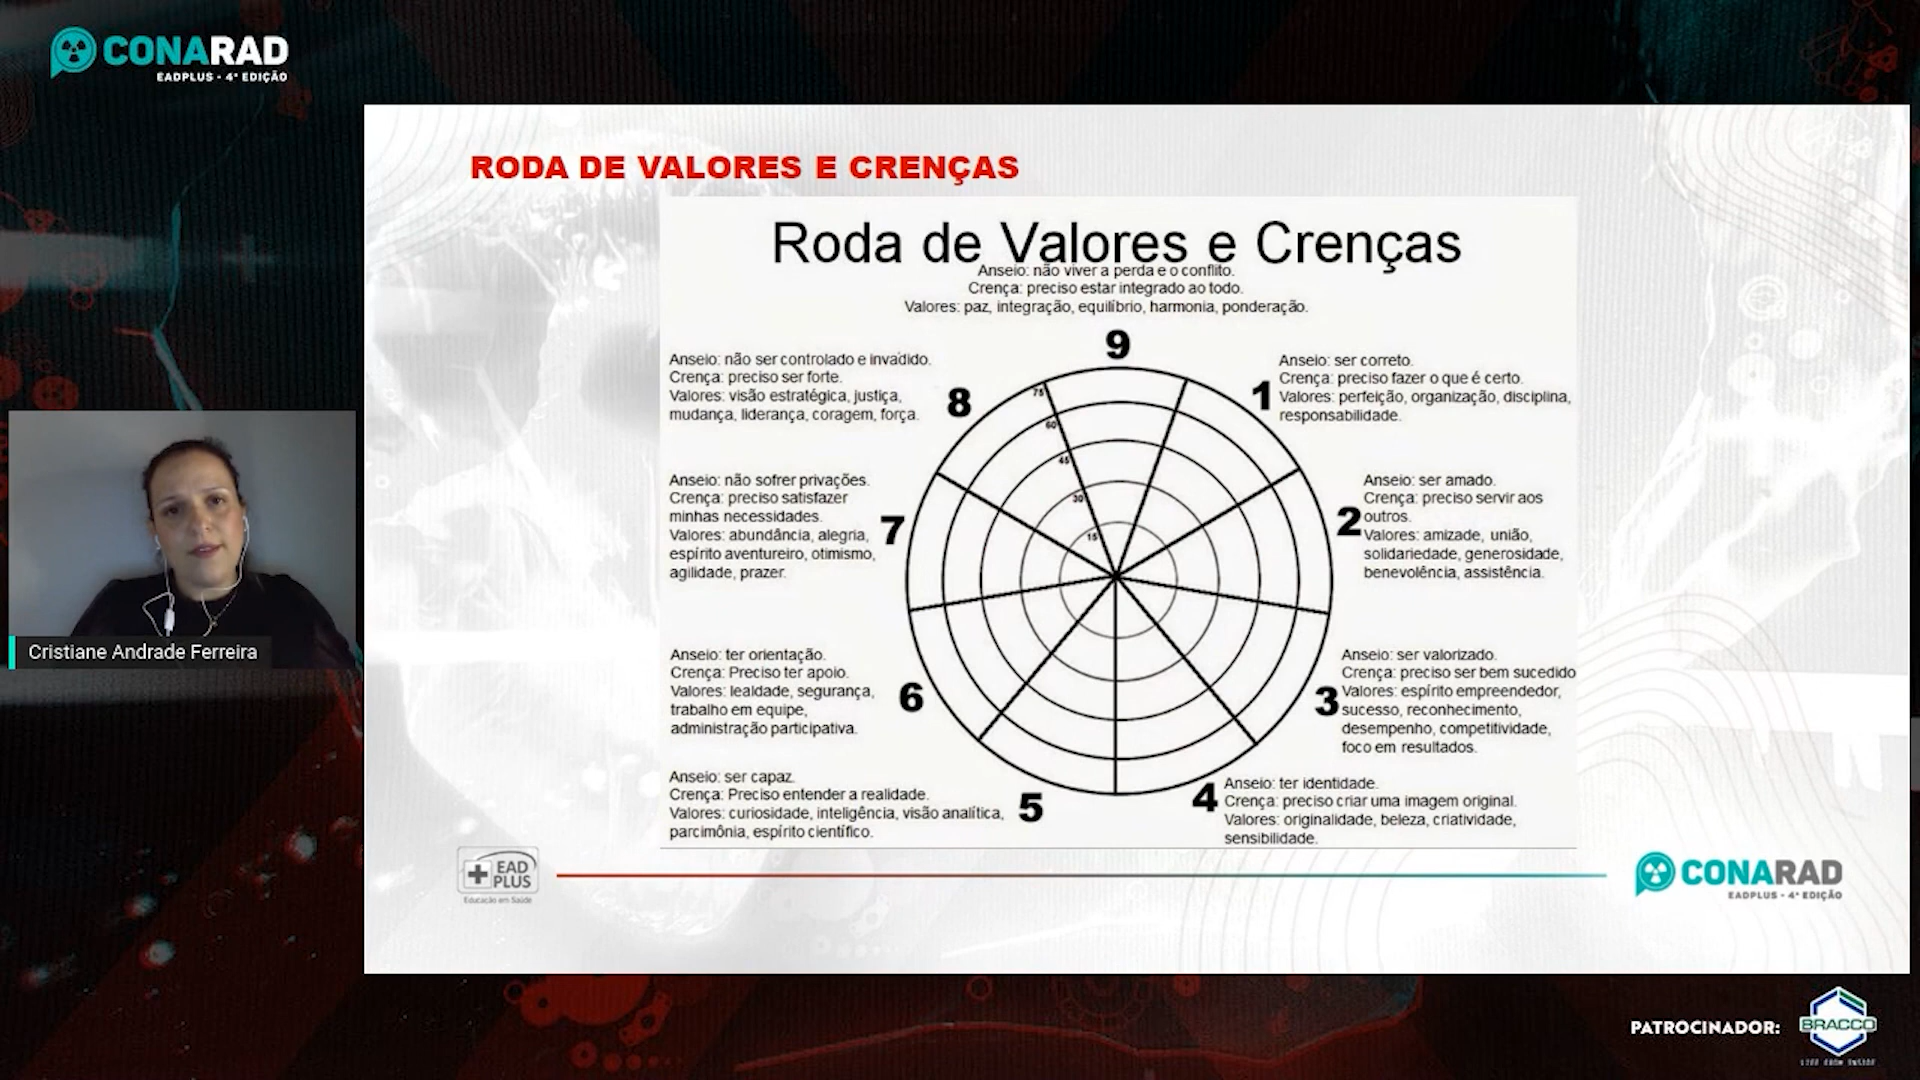 CONARAD
EADPLUS - 4ª EDIÇÃO
RODA DE VALORES E CRENÇAS
Roda de Valores e Crenças
Anseio: não viver a perda e o conflito.
Crença: preciso estar integrado ao todo.
Valores: paz, integração, equilíbrio, harmonia, ponderação.
9
Anseio: não ser controlado e invadido.
Crença: preciso ser forte.
Valores: visão estratégica, justiça,
mudança, liderança, coragem, força.
8
1
Anseio: ser correto.
Crença: preciso fazer o que é certo.
Valores: perfeição, organização, disciplina,
responsabilidade.
75
60
45
30
15
Anseio: não sofrer privações.
Crença: preciso satisfazer
minhas necessidades.
Valores: abundância, alegria,
espírito aventureiro, otimismo,
agilidade, prazer.
7
2
Anseio: ser amado.
Crença: preciso servir aos
outros.
Valores: amizade, união,
solidariedade, generosidade,
benevolência, assistência.
Cristiane Andrade Ferreira
Anseio: ter orientação.
Crença: Preciso ter apoio.
Valores: lealdade, segurança,
trabalho em equipe,
administração participativa.
6
3
Anseio: ser valorizado.
Crença: preciso ser bem sucedido
Valores: espírito empreendedor,
sucesso, reconhecimento,
desempenho, competitividade,
foco em resultados.
Anseio: ser capaz.
Crença: Preciso entender a realidade.
Valores: curiosidade, inteligência, visão analítica,
parcimônia, espírito científico.
5
4
Anseio: ter identidade.
Crença: preciso criar uma imagem original.
Valores: originalidade, beleza, criatividade,
sensibilidade.
EAD
PLUS
Educação em Saúde
CONARAD
EADPLUS - 4ª EDIÇÃO
PATROCINADOR:
BRACCO
LIFE FROM INSIDE